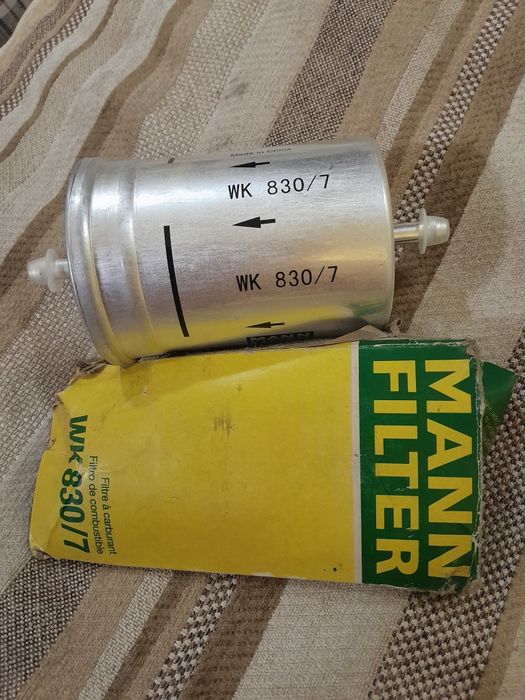 Made in China
WK 830/7
WK 830/7
MANN
MANN
FILTER
Filtre à carburant
Filtro de combustible
WK 830/7